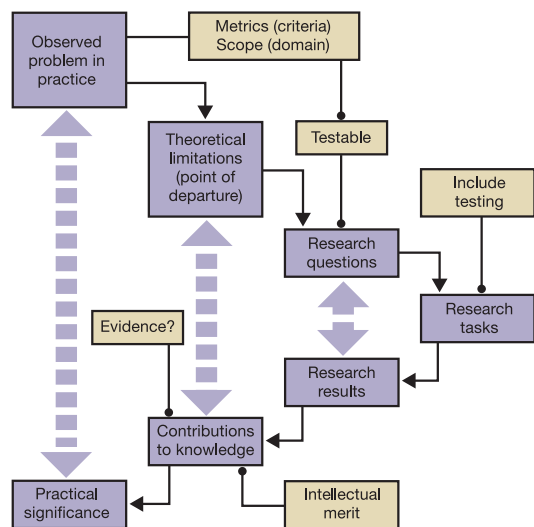 Observed
problem in
practice
Metrics (criteria)
Scope (domain)
Theoretical
limitations
(point of
departure)
Testable
Include
testing
Research
questions
Research
tasks
Evidence?
Research
results
Contributions
to knowledge
Practical
significance
Intellectual
merit